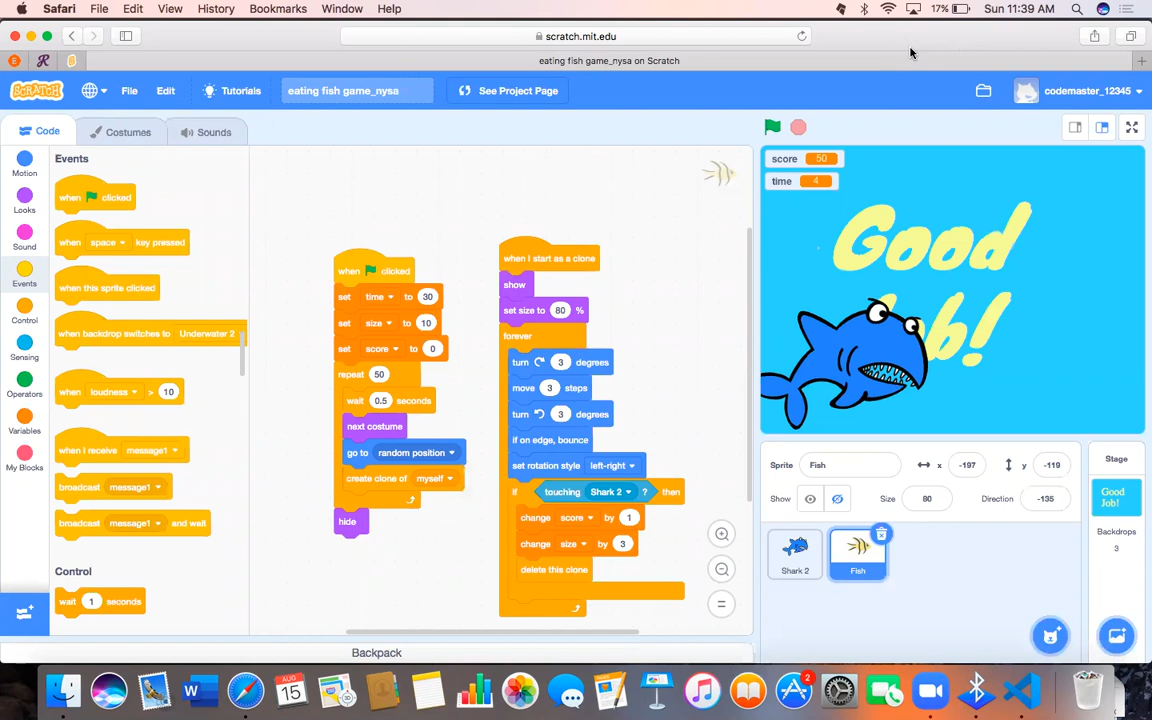 Safari File Edit View History Bookmarks Window Help 17% Sun 11:39 AM
scratch.mit.edu
E R eating fish game_nysa on Scratch
SCRATCH File Edit Tutorials eating fish game_nysa See Project Page codemaster_12345
Code Costumes Sounds
Motion
Looks
Sound
Events
Control
Sensing
Operators
Variables
My Blocks
Events
when clicked
when space key pressed
when this sprite clicked
when backdrop switches to Underwater 2
when loudness > 10
when I receive message1
broadcast message1
broadcast message1 and wait
Control
wait 1 seconds
when clicked
set time to 30
set size to 10
set score to 0
repeat 50
wait 0.5 seconds
next costume
go to random position
create clone of myself
hide
when I start as a clone
show
set size to 80 %
forever
turn 3 degrees
move 3 steps
turn 3 degrees
if on edge, bounce
set rotation style left-right
if touching Shark 2 ? then
change score by 1
change size by 3
delete this clone
Backpack
score 50
time 4
Good
Sprite Fish x -197 y -119
Show Size 80 Direction -135
Shark 2
Fish
Stage
Good
Job!
Backdrops
3
AUG
15
2